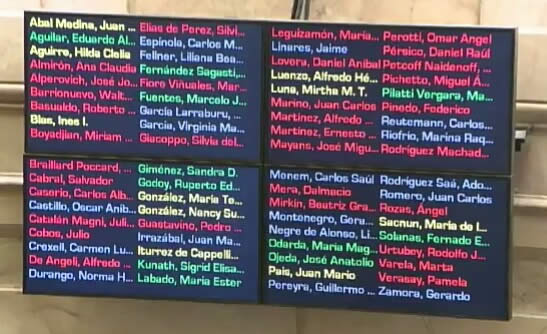 Abal Medina, Juan ... Elias de Perez, Silvi...
Aguilar, Eduardo Al... Espínola, Carlos M...
Aguirre, Hilda Clelia Fellner, Liliana Bea...
Almirón, Ana Claudia Fernández Sagasti,...
Alperovich, José Jo... Fiore Viñuales, Mar...
Barrionuevo, Walt... Fuentes, Marcelo J...
Basualdo, Roberto ... García Larraburu, ...
Blas, Ines I. García, Virginia Ma...
Boyadjian, Miriam ... Giacoppo, Silvia del...
Leguizamón, María... Perotti, Omar Angel
Linares, Jaime Pérsico, Daniel Raúl
Lovera, Daniel Anibal Petcoff Naidenoff, ...
Luenzo, Alfredo Hé... Pichetto, Miguel Á...
Luna, Mirtha M. T. Pilatti Vergara, Ma...
Marino, Juan Carlos Pinedo, Federico
Martínez, Alfredo ... Reutemann, Carlos...
Martínez, Ernesto ... Riofrio, Marina Raq...
Mayans, José Migu... Rodríguez Machad...
Braillard Poccard, ... Giménez, Sandra D.
Cabral, Salvador Godoy, Ruperto Ed...
Caserio, Carlos Alb... González, María Te...
Castillo, Oscar Aníb... González, Nancy Su...
Catalán Magni, Juli... Guastavino, Pedro ...
Cobos, Julio Irrazábal, Juan Ma...
Crexell, Carmen Lu... Iturrez de Cappelli...
De Angeli, Alfredo ... Kunath, Sigrid Elisa...
Durango, Norma H... Labado, María Ester
Menem, Carlos Saúl Rodríguez Saá, Ado...
Mera, Dalmacio Romero, Juan Carlos
Mirkin, Beatriz Gra... Rozas, Ángel
Montenegro, Geru... Sacnun, María de l...
Negre de Alonso, Li... Solanas, Fernando E...
Odarda, María Mag... Urtubey, Rodolfo J...
Ojeda, José Anatolio Varela, Marta
Pais, Juan Mario Verasay, Pamela
Pereyra, Guillermo ... Zamora, Gerardo